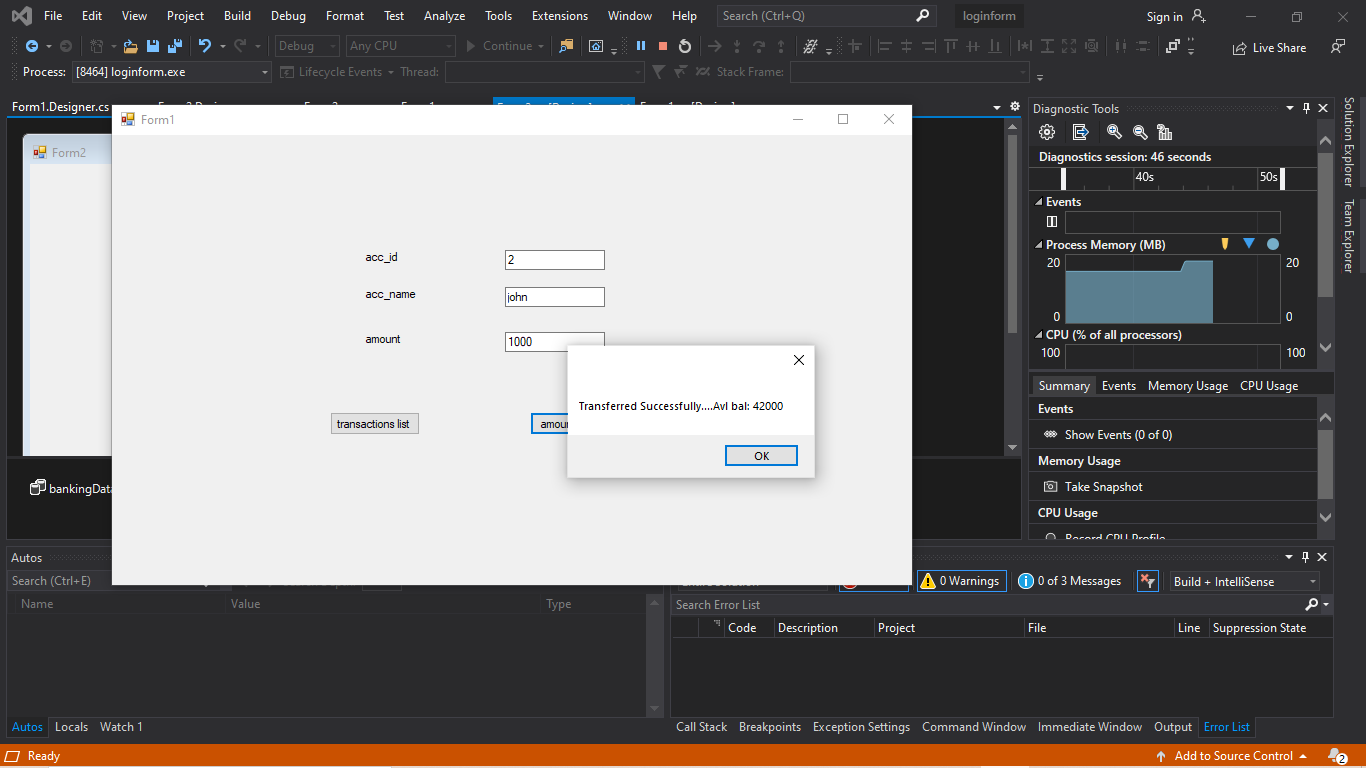 File Edit View Project Build Debug Format Test Analyze Tools Extensions Window Help Search (Ctrl+Q) loginform Sign in
Debug Any CPU Continue Live Share
Process: [8464] loginform.exe Lifecycle Events Thread: Stack Frame:
Form1.Designer.cs
Form1
Form2
acc_id 2
acc_name john
amount 1000
transactions list
Transferred Successfully....Avl bal: 42000
OK
Diagnostic Tools
Diagnostics session: 46 seconds
40s 50s
Events
Process Memory (MB)
20 20
0 0
CPU (% of all processors)
100 100
Summary Events Memory Usage CPU Usage
Events
Show Events (0 of 0)
Memory Usage
Take Snapshot
CPU Usage
Record CPU Profile
Solution Explorer
Team Explorer
Autos
Search (Ctrl+E)
Name Value Type
0 Warnings 0 of 3 Messages Build + IntelliSense
Search Error List
Code Description Project File Line Suppression State
Autos Locals Watch 1
Call Stack Breakpoints Exception Settings Command Window Immediate Window Output Error List
Ready Add to Source Control 2